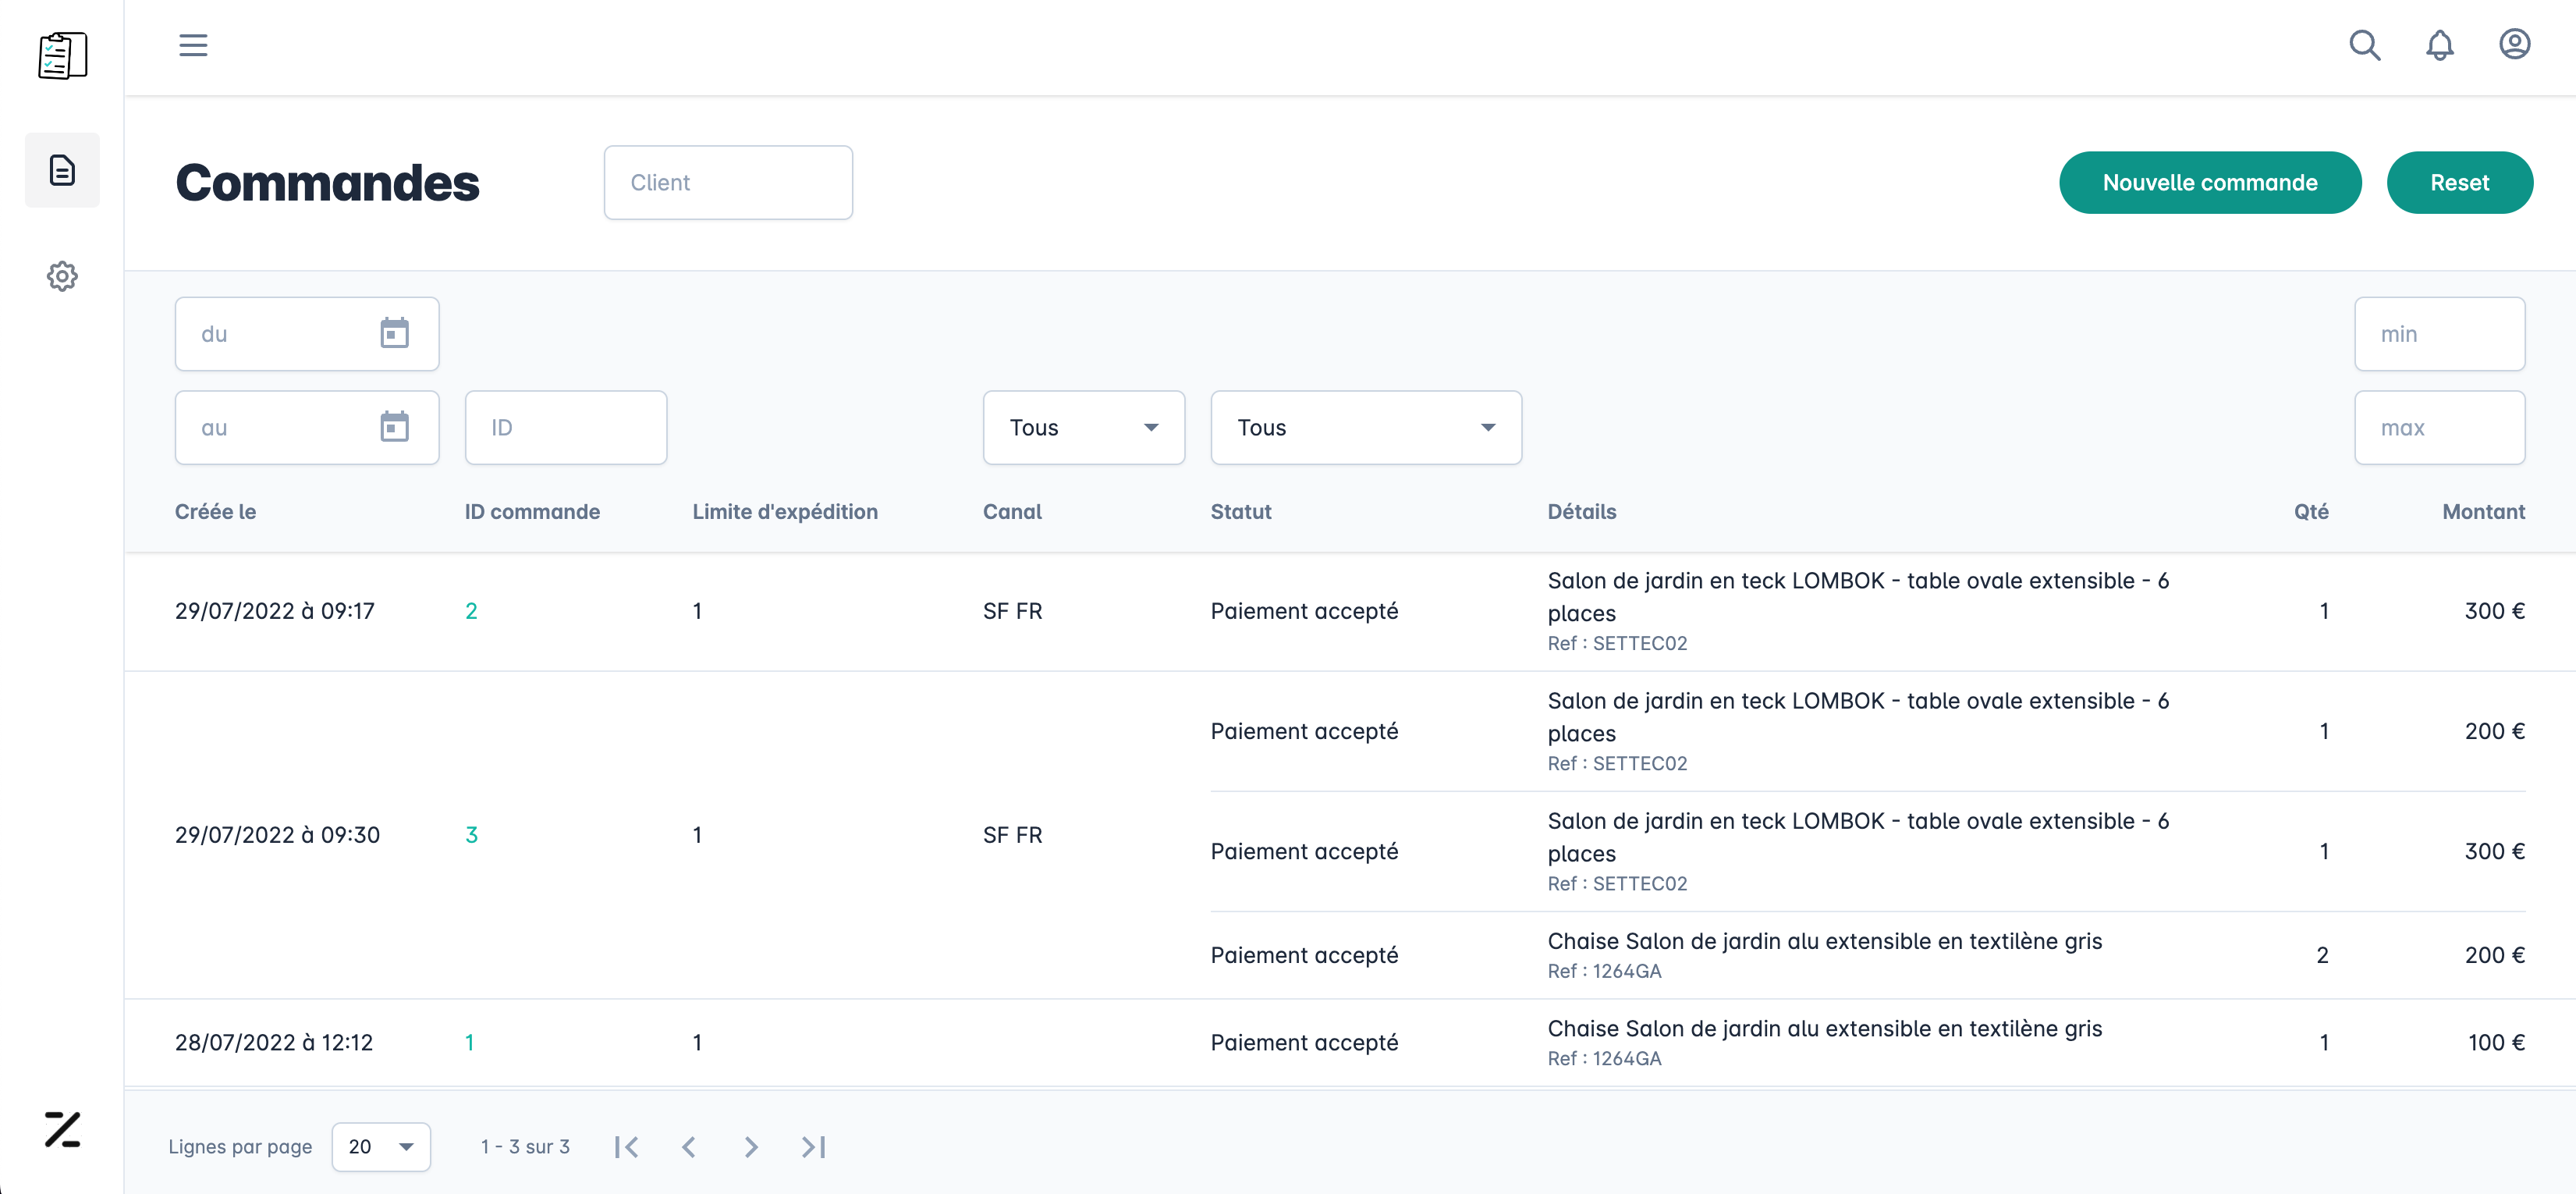 Commandes
Client
Nouvelle commande
Reset
du
min
au
ID
Tous
Tous
max
Créée le
ID commande
Limite d'expédition
Canal
Statut
Détails
Qté
Montant
29/07/2022 à 09:17
2
1
SF FR
Paiement accepté
Salon de jardin en teck LOMBOK - table ovale extensible - 6
places
Ref : SETTEC02
1
300 €
29/07/2022 à 09:30
3
1
SF FR
Paiement accepté
Salon de jardin en teck LOMBOK - table ovale extensible - 6
places
Ref : SETTEC02
1
200 €
Paiement accepté
Salon de jardin en teck LOMBOK - table ovale extensible - 6
places
Ref : SETTEC02
1
300 €
Paiement accepté
Chaise Salon de jardin alu extensible en textilène gris
Ref : 1264GA
2
200 €
28/07/2022 à 12:12
1
1
Paiement accepté
Chaise Salon de jardin alu extensible en textilène gris
Ref : 1264GA
1
100 €
Lignes par page
20
1 - 3 sur 3